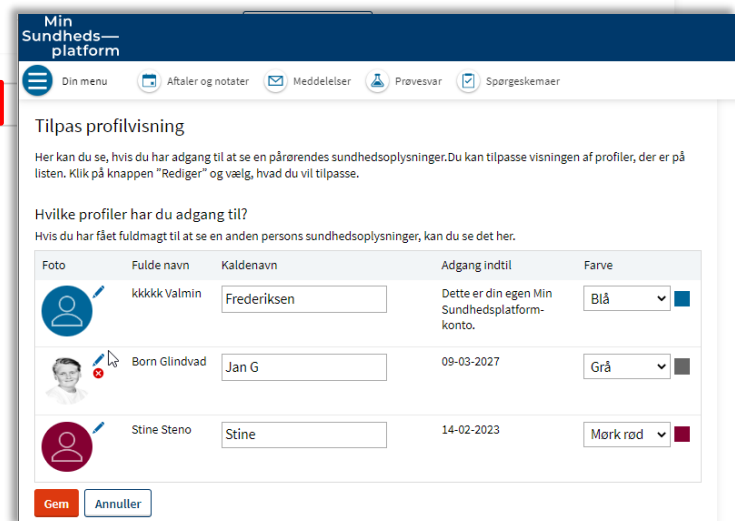 Min
Sundheds—
platform
Din menu
Aftaler og notater
Meddelelser
Prøvesvar
Spørgeskemaer
Tilpas profilvisning
Her kan du se, hvis du har adgang til at se en pårørendes sundhedsoplysninger.Du kan tilpasse visningen af profiler, der er på
listen. Klik på knappen "Rediger" og vælg, hvad du vil tilpasse.
Hvilke profiler har du adgang til?
Hvis du har fået fuldmagt til at se en anden persons sundhedsoplysninger, kan du se det her.
Foto Fulde navn Kaldenavn Adgang indtil Farve
kkkkk Valmin Frederiksen Dette er din egen Min Blå
Sundhedsplatform-
konto.
Born Glindvad Jan G 09-03-2027 Grå
Stine Steno Stine 14-02-2023 Mørk rød
Gem Annuller